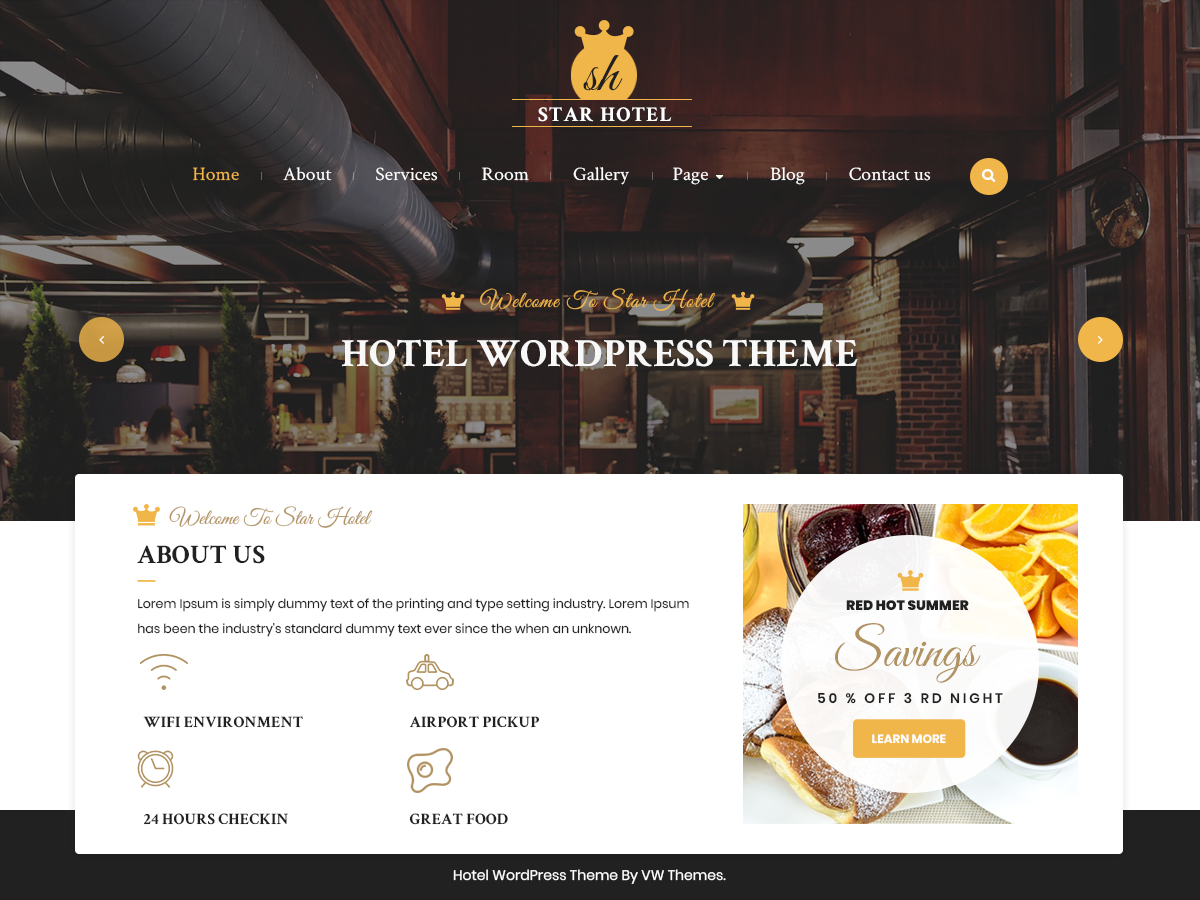 sh
STAR HOTEL
Home About Services Room Gallery Page Blog Contact us
Welcome To Star Hotel
HOTEL WORDPRESS THEME
Welcome To Star Hotel
ABOUT US
Lorem Ipsum is simply dummy text of the printing and type setting industry. Lorem Ipsum
has been the industry's standard dummy text ever since the when an unknown.
WIFI ENVIRONMENT
AIRPORT PICKUP
24 HOURS CHECKIN
GREAT FOOD
RED HOT SUMMER
Savings
50 % OFF 3 RD NIGHT
LEARN MORE
Hotel WordPress Theme By VW Themes.